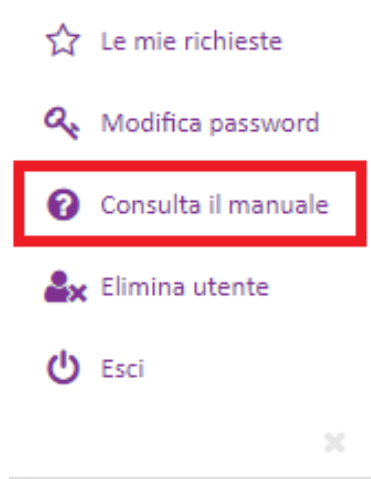 Le mie richieste
Modifica password
Consulta il manuale
Elimina utente
Esci